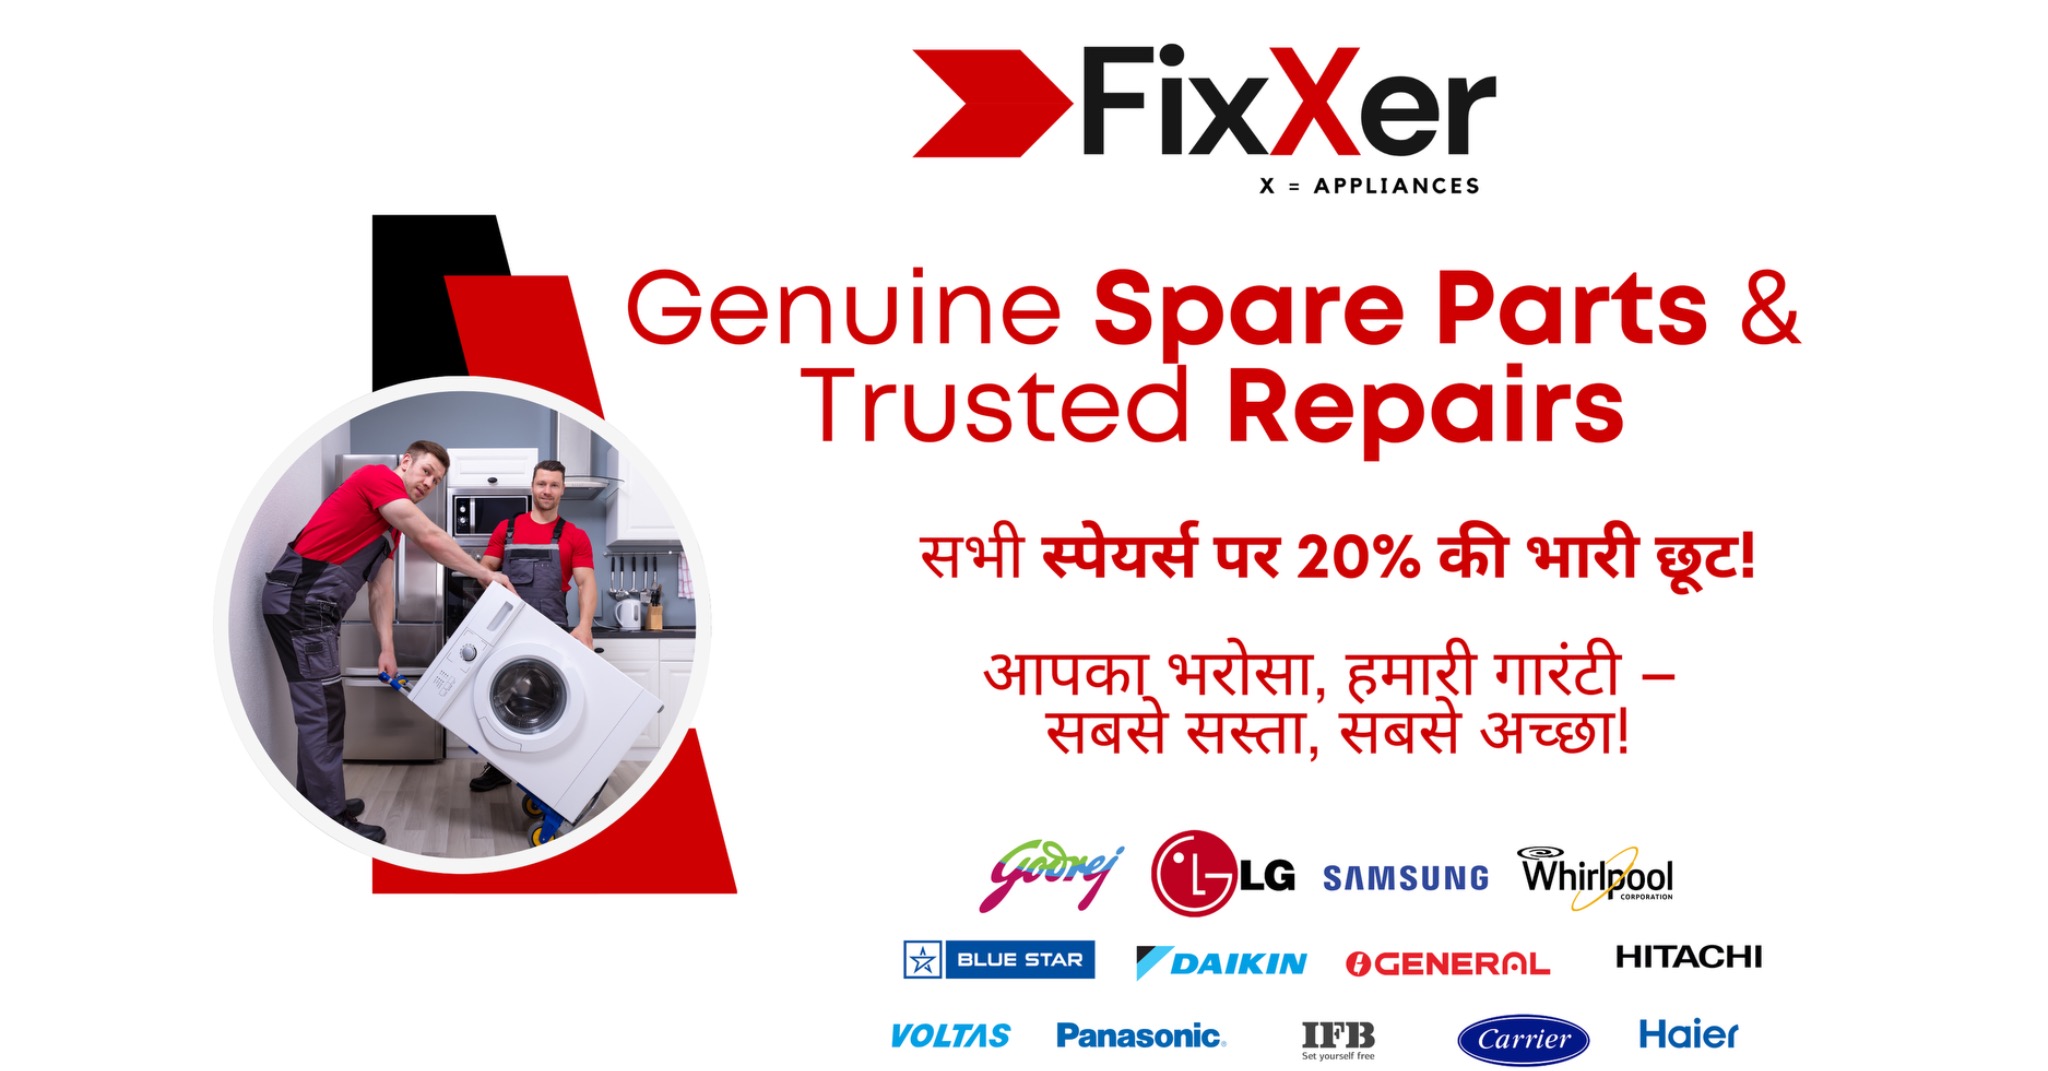 FixXer
X = APPLIANCES
Genuine Spare Parts &
Trusted Repairs
सभी स्पेयर्स पर 20% की भारी छूट!
आपका भरोसा, हमारी गारंटी –
सबसे सस्ता, सबसे अच्छा!
Godrej LG SAMSUNG Whirlpool CORPORATION
BLUE STAR DAIKIN GENERAL HITACHI
VOLTAS Panasonic IFB Carrier Haier
Set yourself free